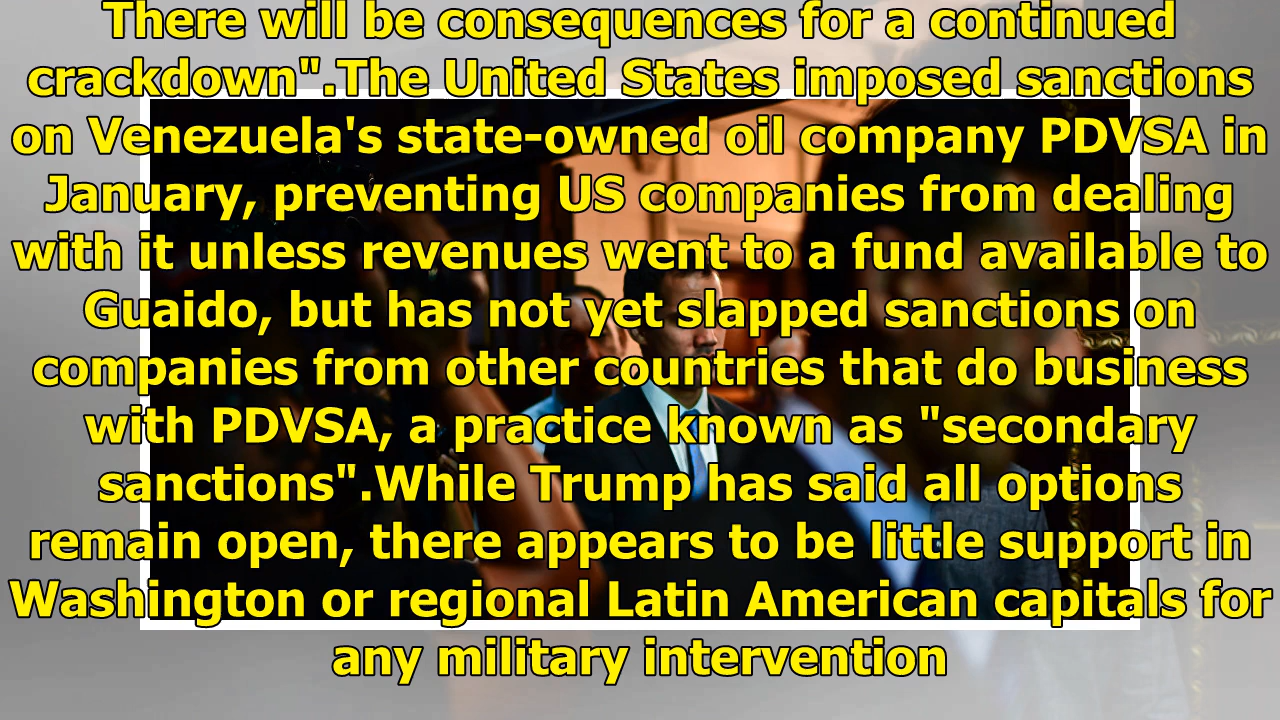 There will be consequences for a continued
crackdown".The United States imposed sanctions
on Venezuela's state-owned oil company PDVSA in
January, preventing US companies from dealing
with it unless revenues went to a fund available to
Guaido, but has not yet slapped sanctions on
companies from other countries that do business
with PDVSA, a practice known as "secondary
sanctions".While Trump has said all options
remain open, there appears to be little support in
Washington or regional Latin American capitals for
any military intervention